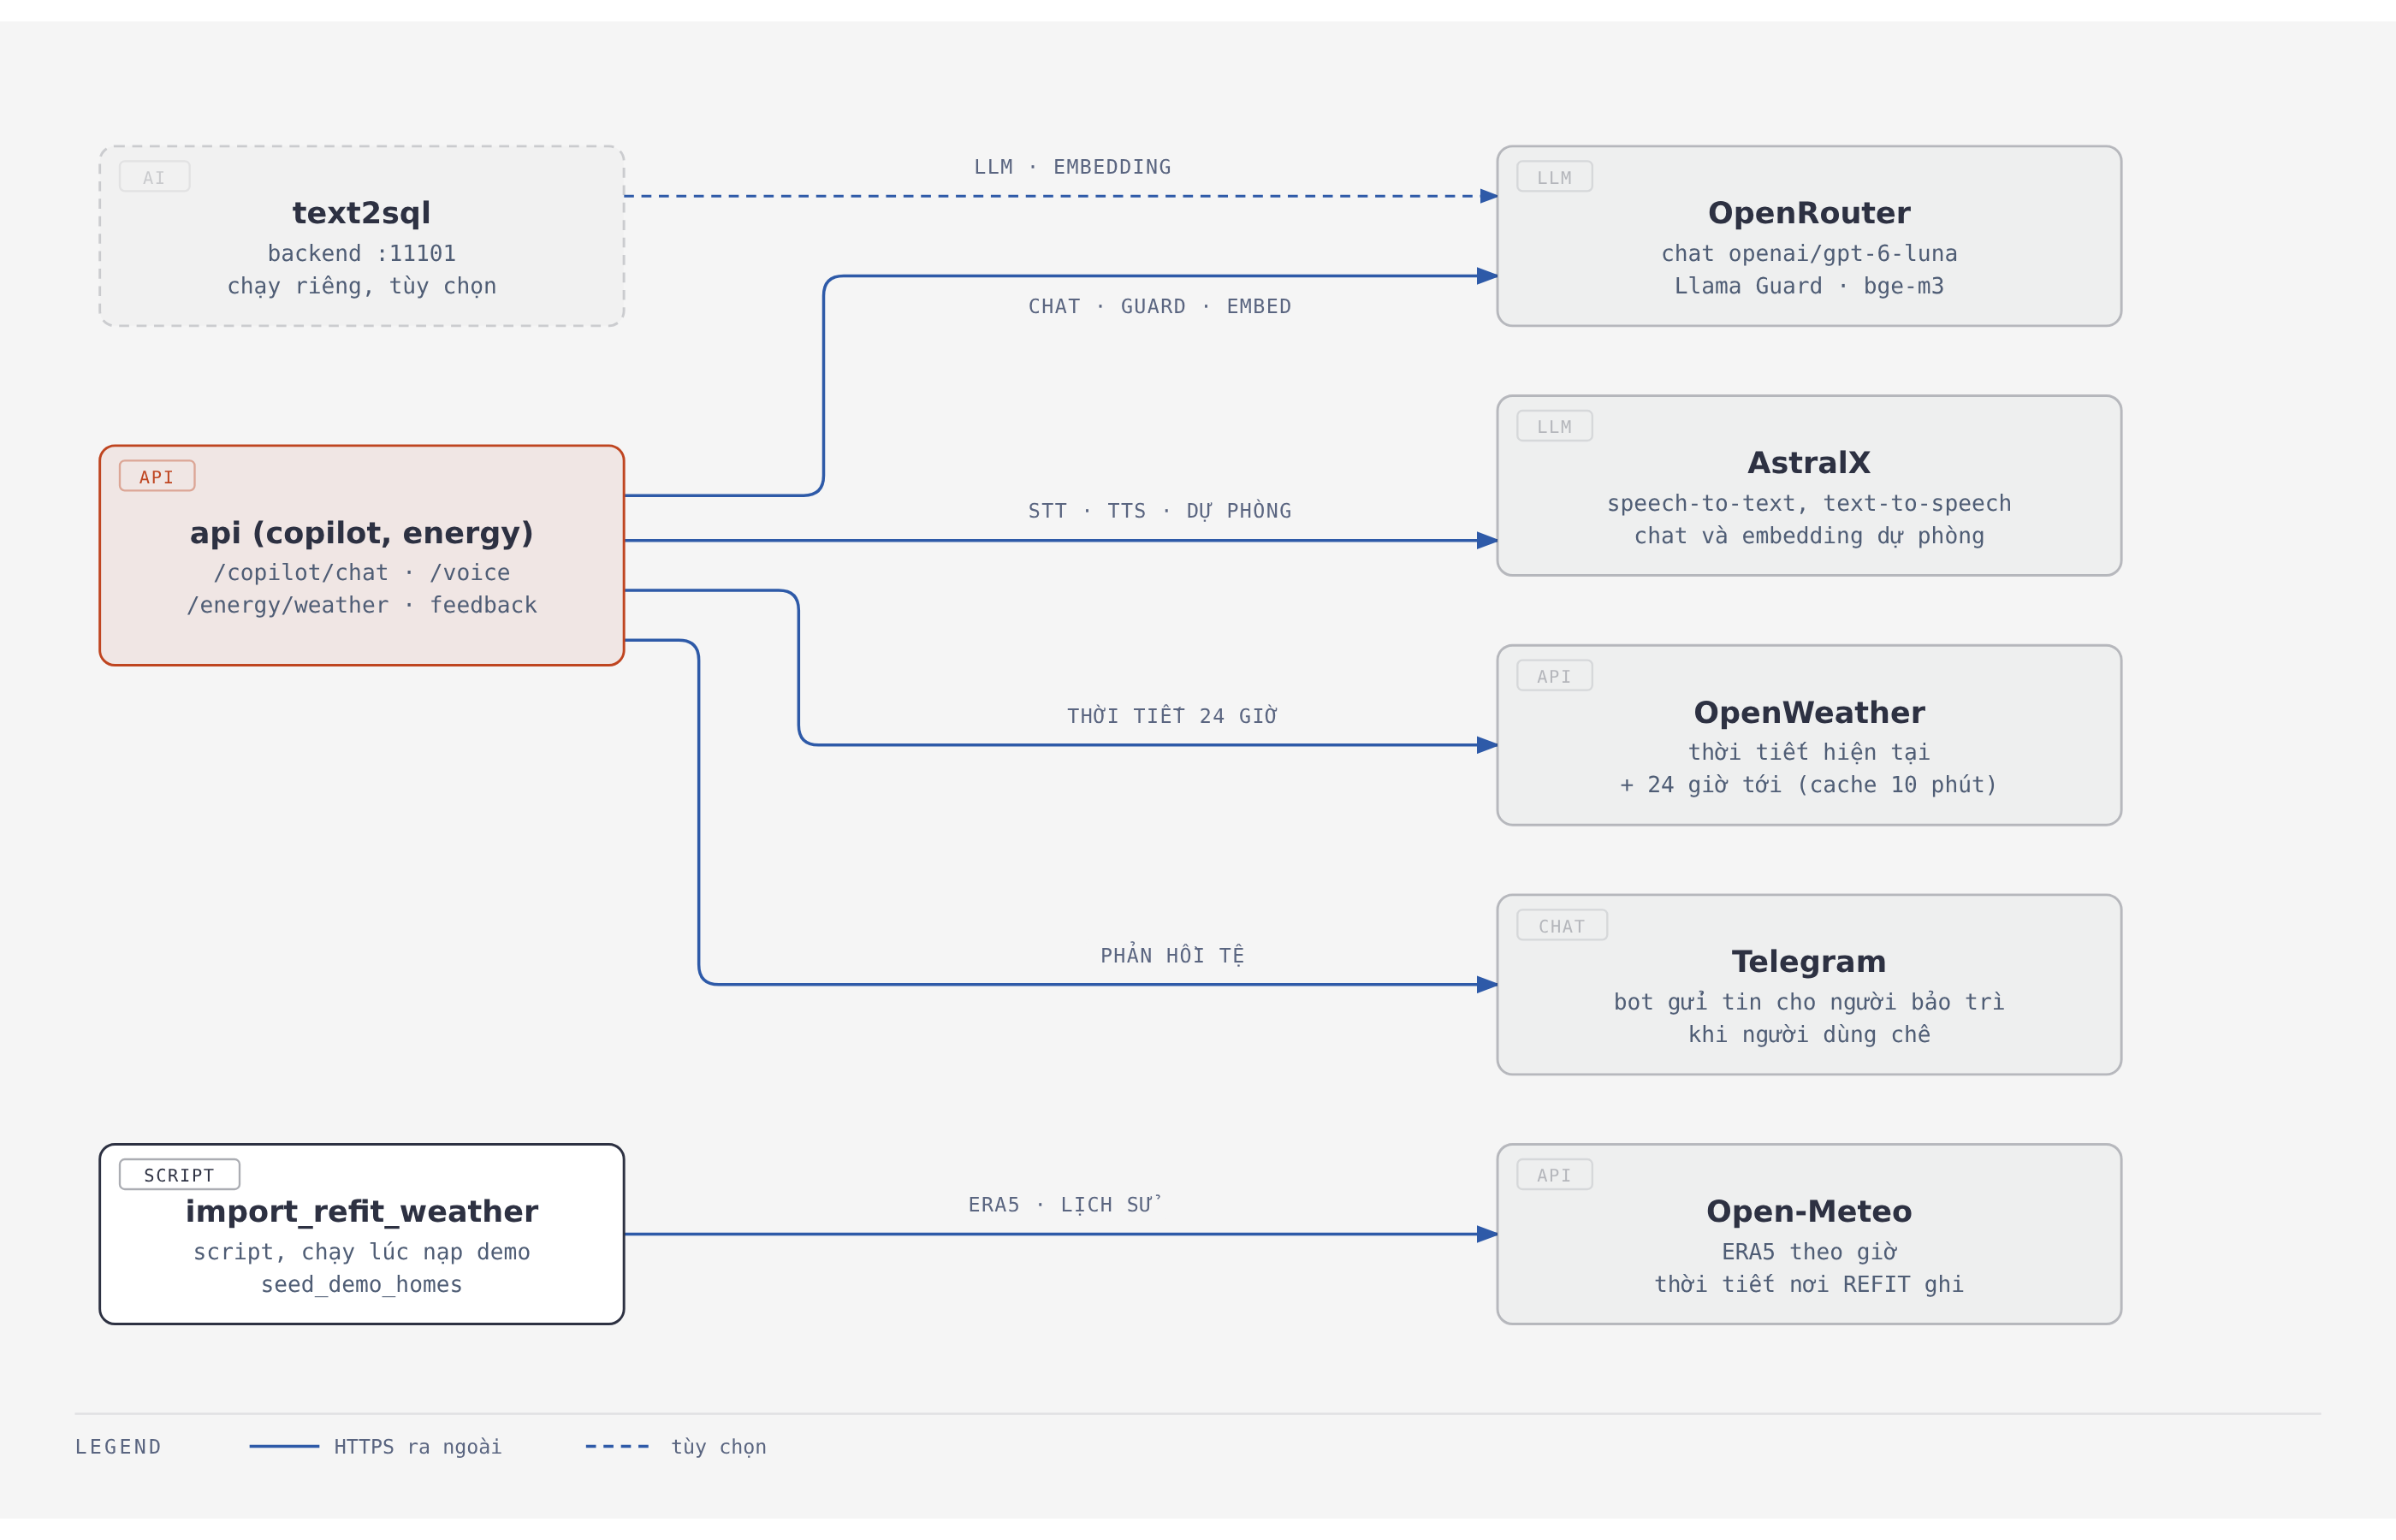 AI
text2sql
backend :11101
chạy riêng, tùy chọn
LLM · EMBEDDING
LLM
OpenRouter
chat openai/gpt-6-luna
Llama Guard · bge-m3
CHAT · GUARD · EMBED
API
api (copilot, energy)
/copilot/chat · /voice
/energy/weather · feedback
STT · TTS · DỰ PHÒNG
LLM
AstralX
speech-to-text, text-to-speech
chat và embedding dự phòng
THỜI TIẾT 24 GIỜ
API
OpenWeather
thời tiết hiện tại
+ 24 giờ tới (cache 10 phút)
PHẢN HỒI TỆ
CHAT
Telegram
bot gửi tin cho người bảo trì
khi người dùng chê
SCRIPT
import_refit_weather
script, chạy lúc nạp demo
seed_demo_homes
ERA5 · LỊCH SỬ
API
Open-Meteo
ERA5 theo giờ
thời tiết nơi REFIT ghi
LEGEND
HTTPS ra ngoài
tùy chọn